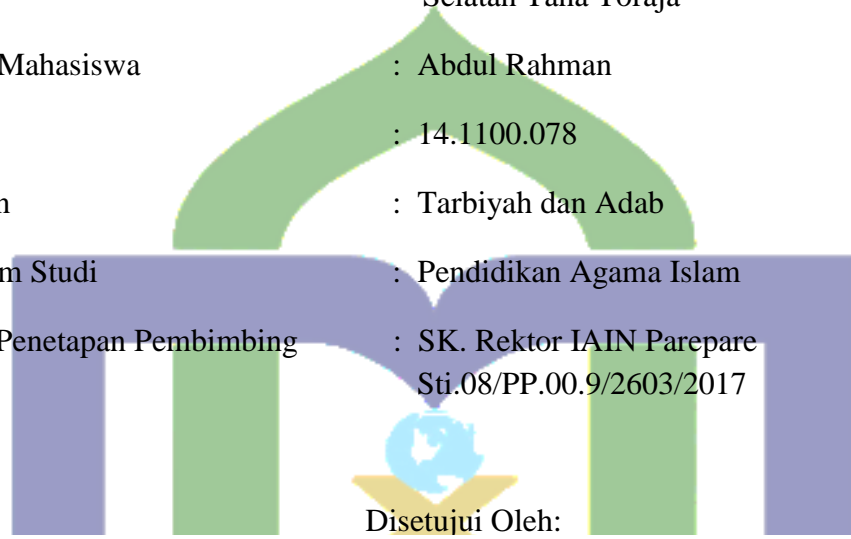 Selatan Tana Toraja
Mahasiswa : Abdul Rahman
: 14.1100.078
: Tarbiyah dan Adab
Studi : Pendidikan Agama Islam
Penetapan Pembimbing : SK. Rektor IAIN Parepare
Sti.08/PP.00.9/2603/2017
Disetujui Oleh: